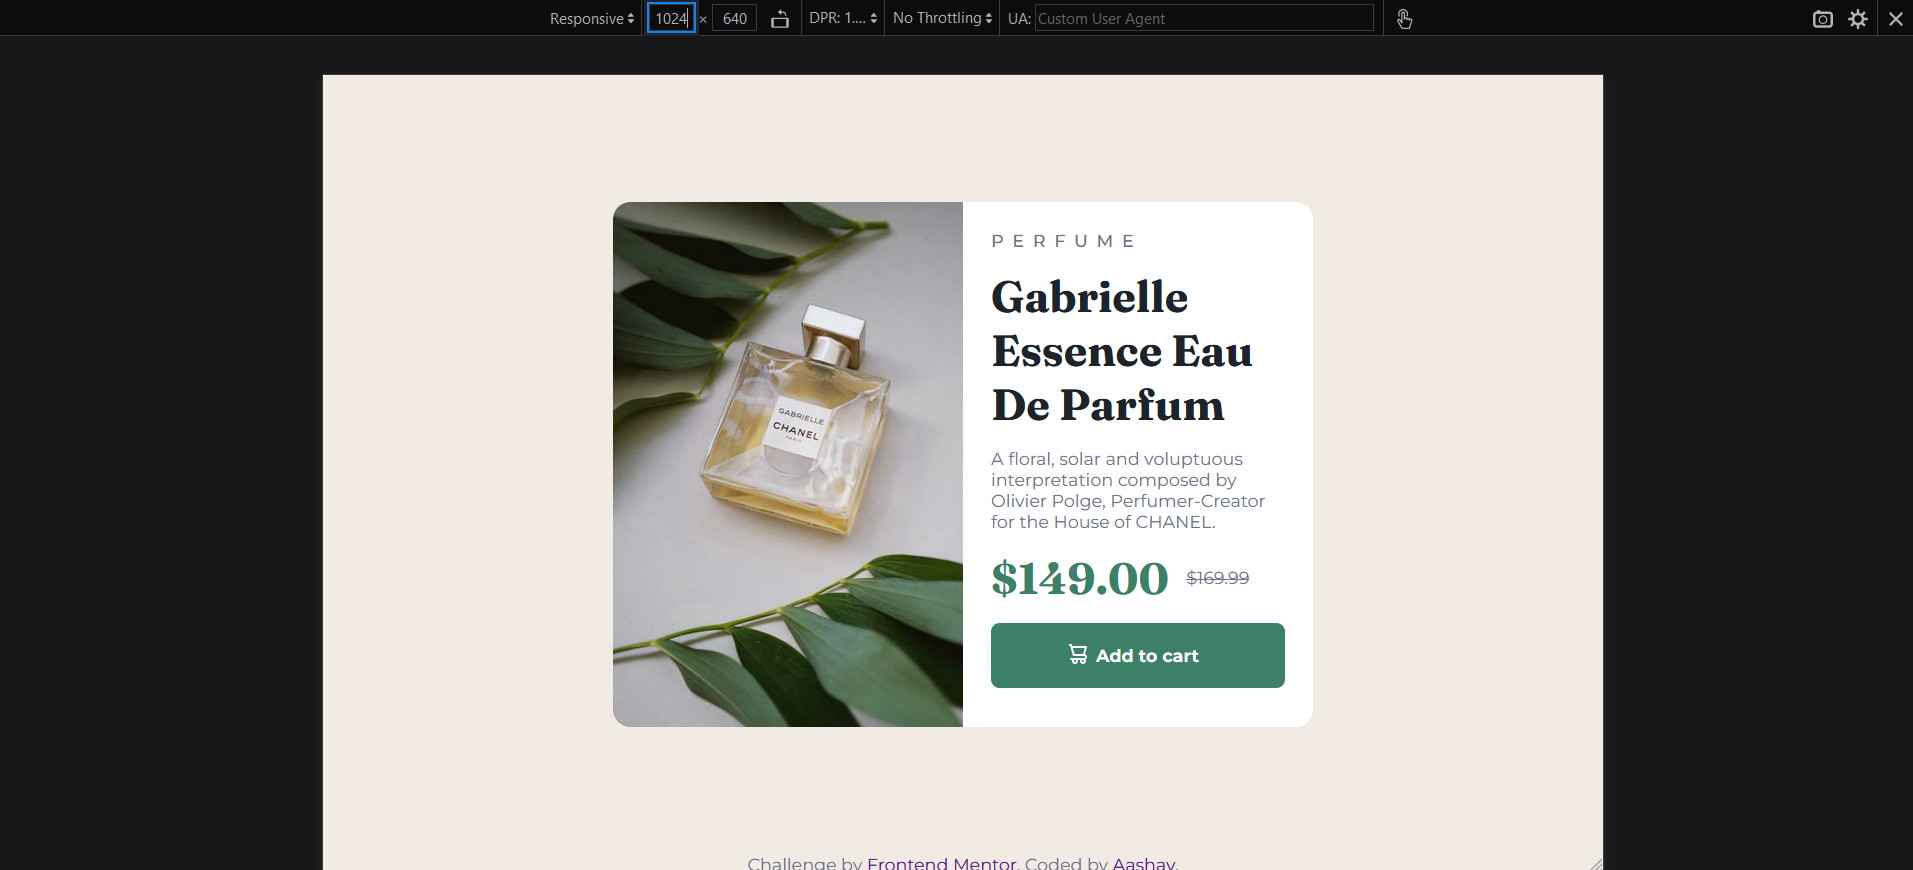 Responsive 1024 × 640 DPR: 1.... No Throttling UA: Custom User Agent
PERFUME
Gabrielle
Essence Eau
De Parfum
A floral, solar and voluptuous
interpretation composed by
Olivier Polge, Perfumer-Creator
for the House of CHANEL.
$149.00 $169.99
Add to cart
GABRIELLE
CHANEL
PARIS
Challenge by Frontend Mentor. Coded by Aashay.